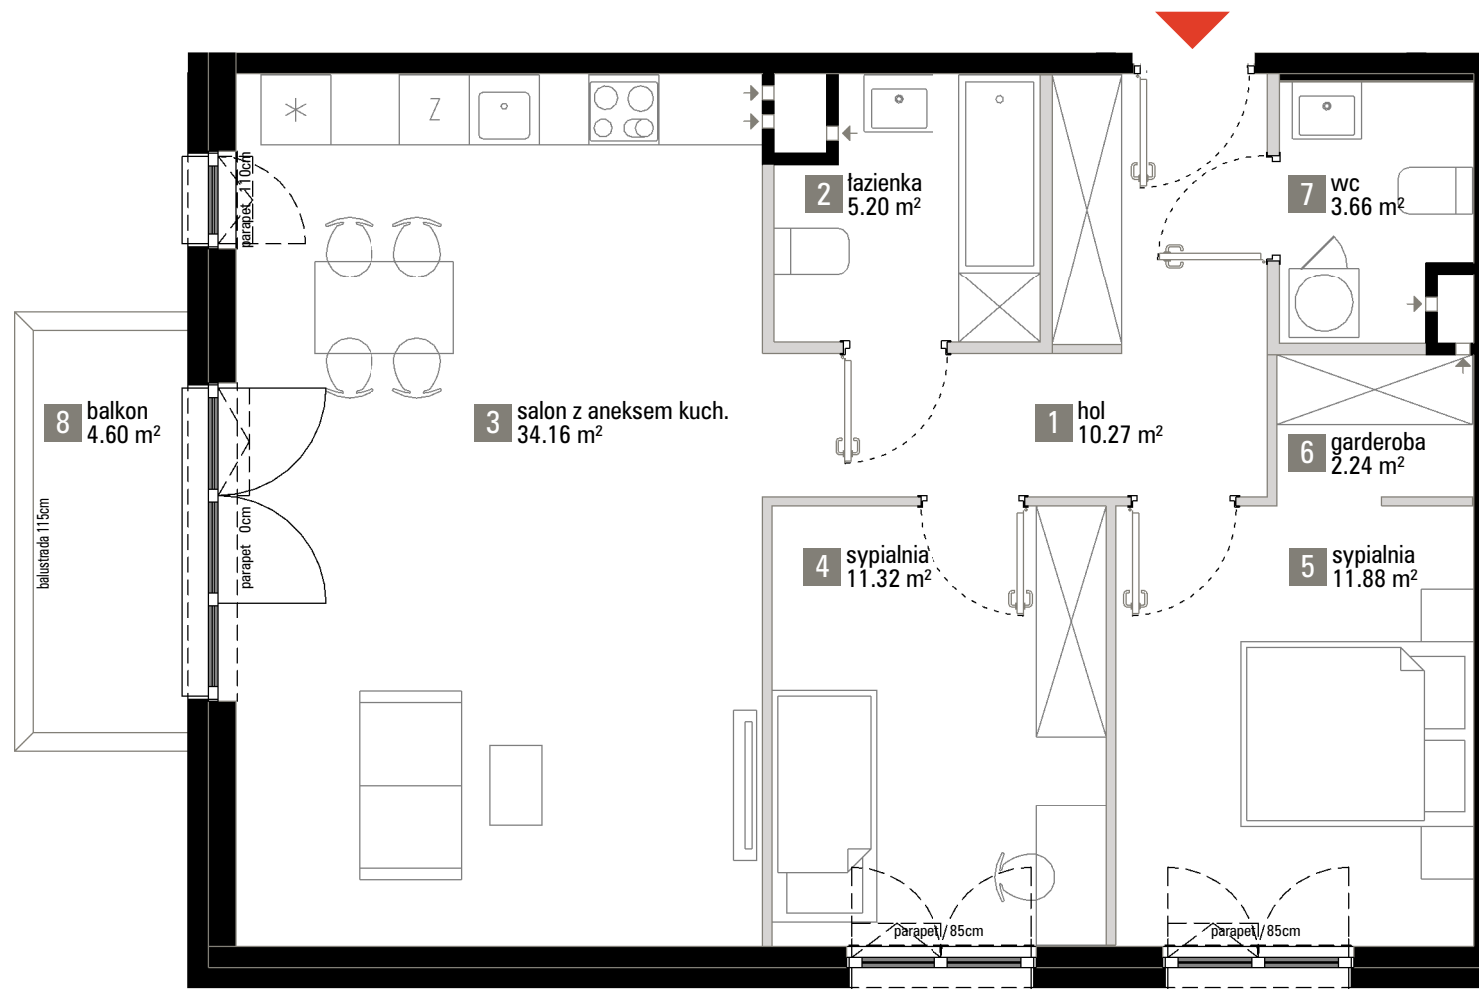 parapet 110cm
Z
2 łazienka
5.20 m²
7 wc
3.66 m²
8 balkon
4.60 m²
3 salon z aneksem kuch.
34.16 m²
1 hol
10.27 m²
6 garderoba
2.24 m²
balustrada 115cm
parapet 0cm
4 sypialnia
11.32 m²
5 sypialnia
11.88 m²
parapet / 85cm
parapet / 85cm